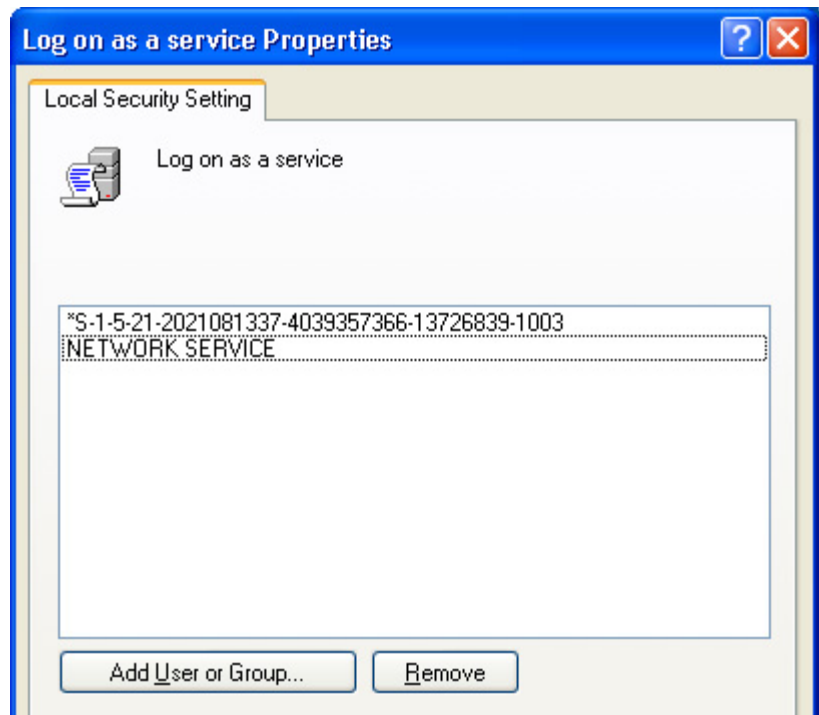 Log on as a service Properties
Local Security Setting
Log on as a service
*S-1-5-21-2021081337-4039357366-13726839-1003
NETWORK SERVICE
Add User or Group... Remove